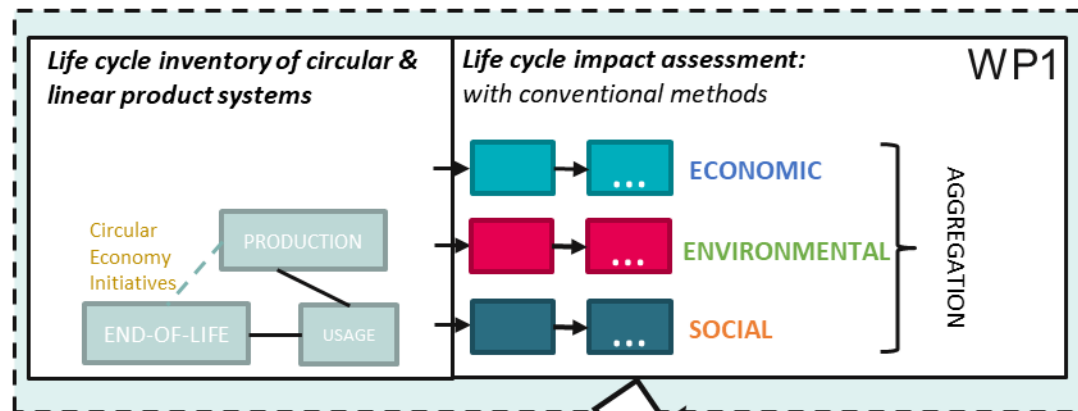 Life cycle inventory of circular &
linear product systems
Circular
Economy
Initiatives
PRODUCTION
END-OF-LIFE
USAGE
Life cycle impact assessment:
with conventional methods
WP1
...
ECONOMIC
...
ENVIRONMENTAL
...
SOCIAL
AGGREGATION